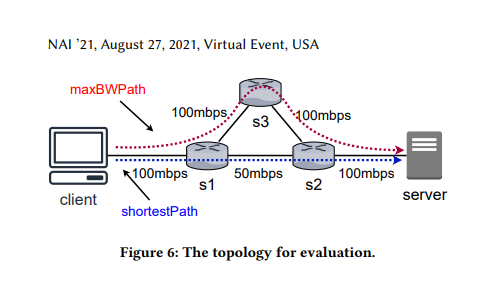 NAI ’21, August 27, 2021, Virtual Event, USA
maxBWPath
100mbps
100mbps
s3
100mbps
s1
50mbps
s2
100mbps
client
server
shortestPath
Figure 6: The topology for evaluation.